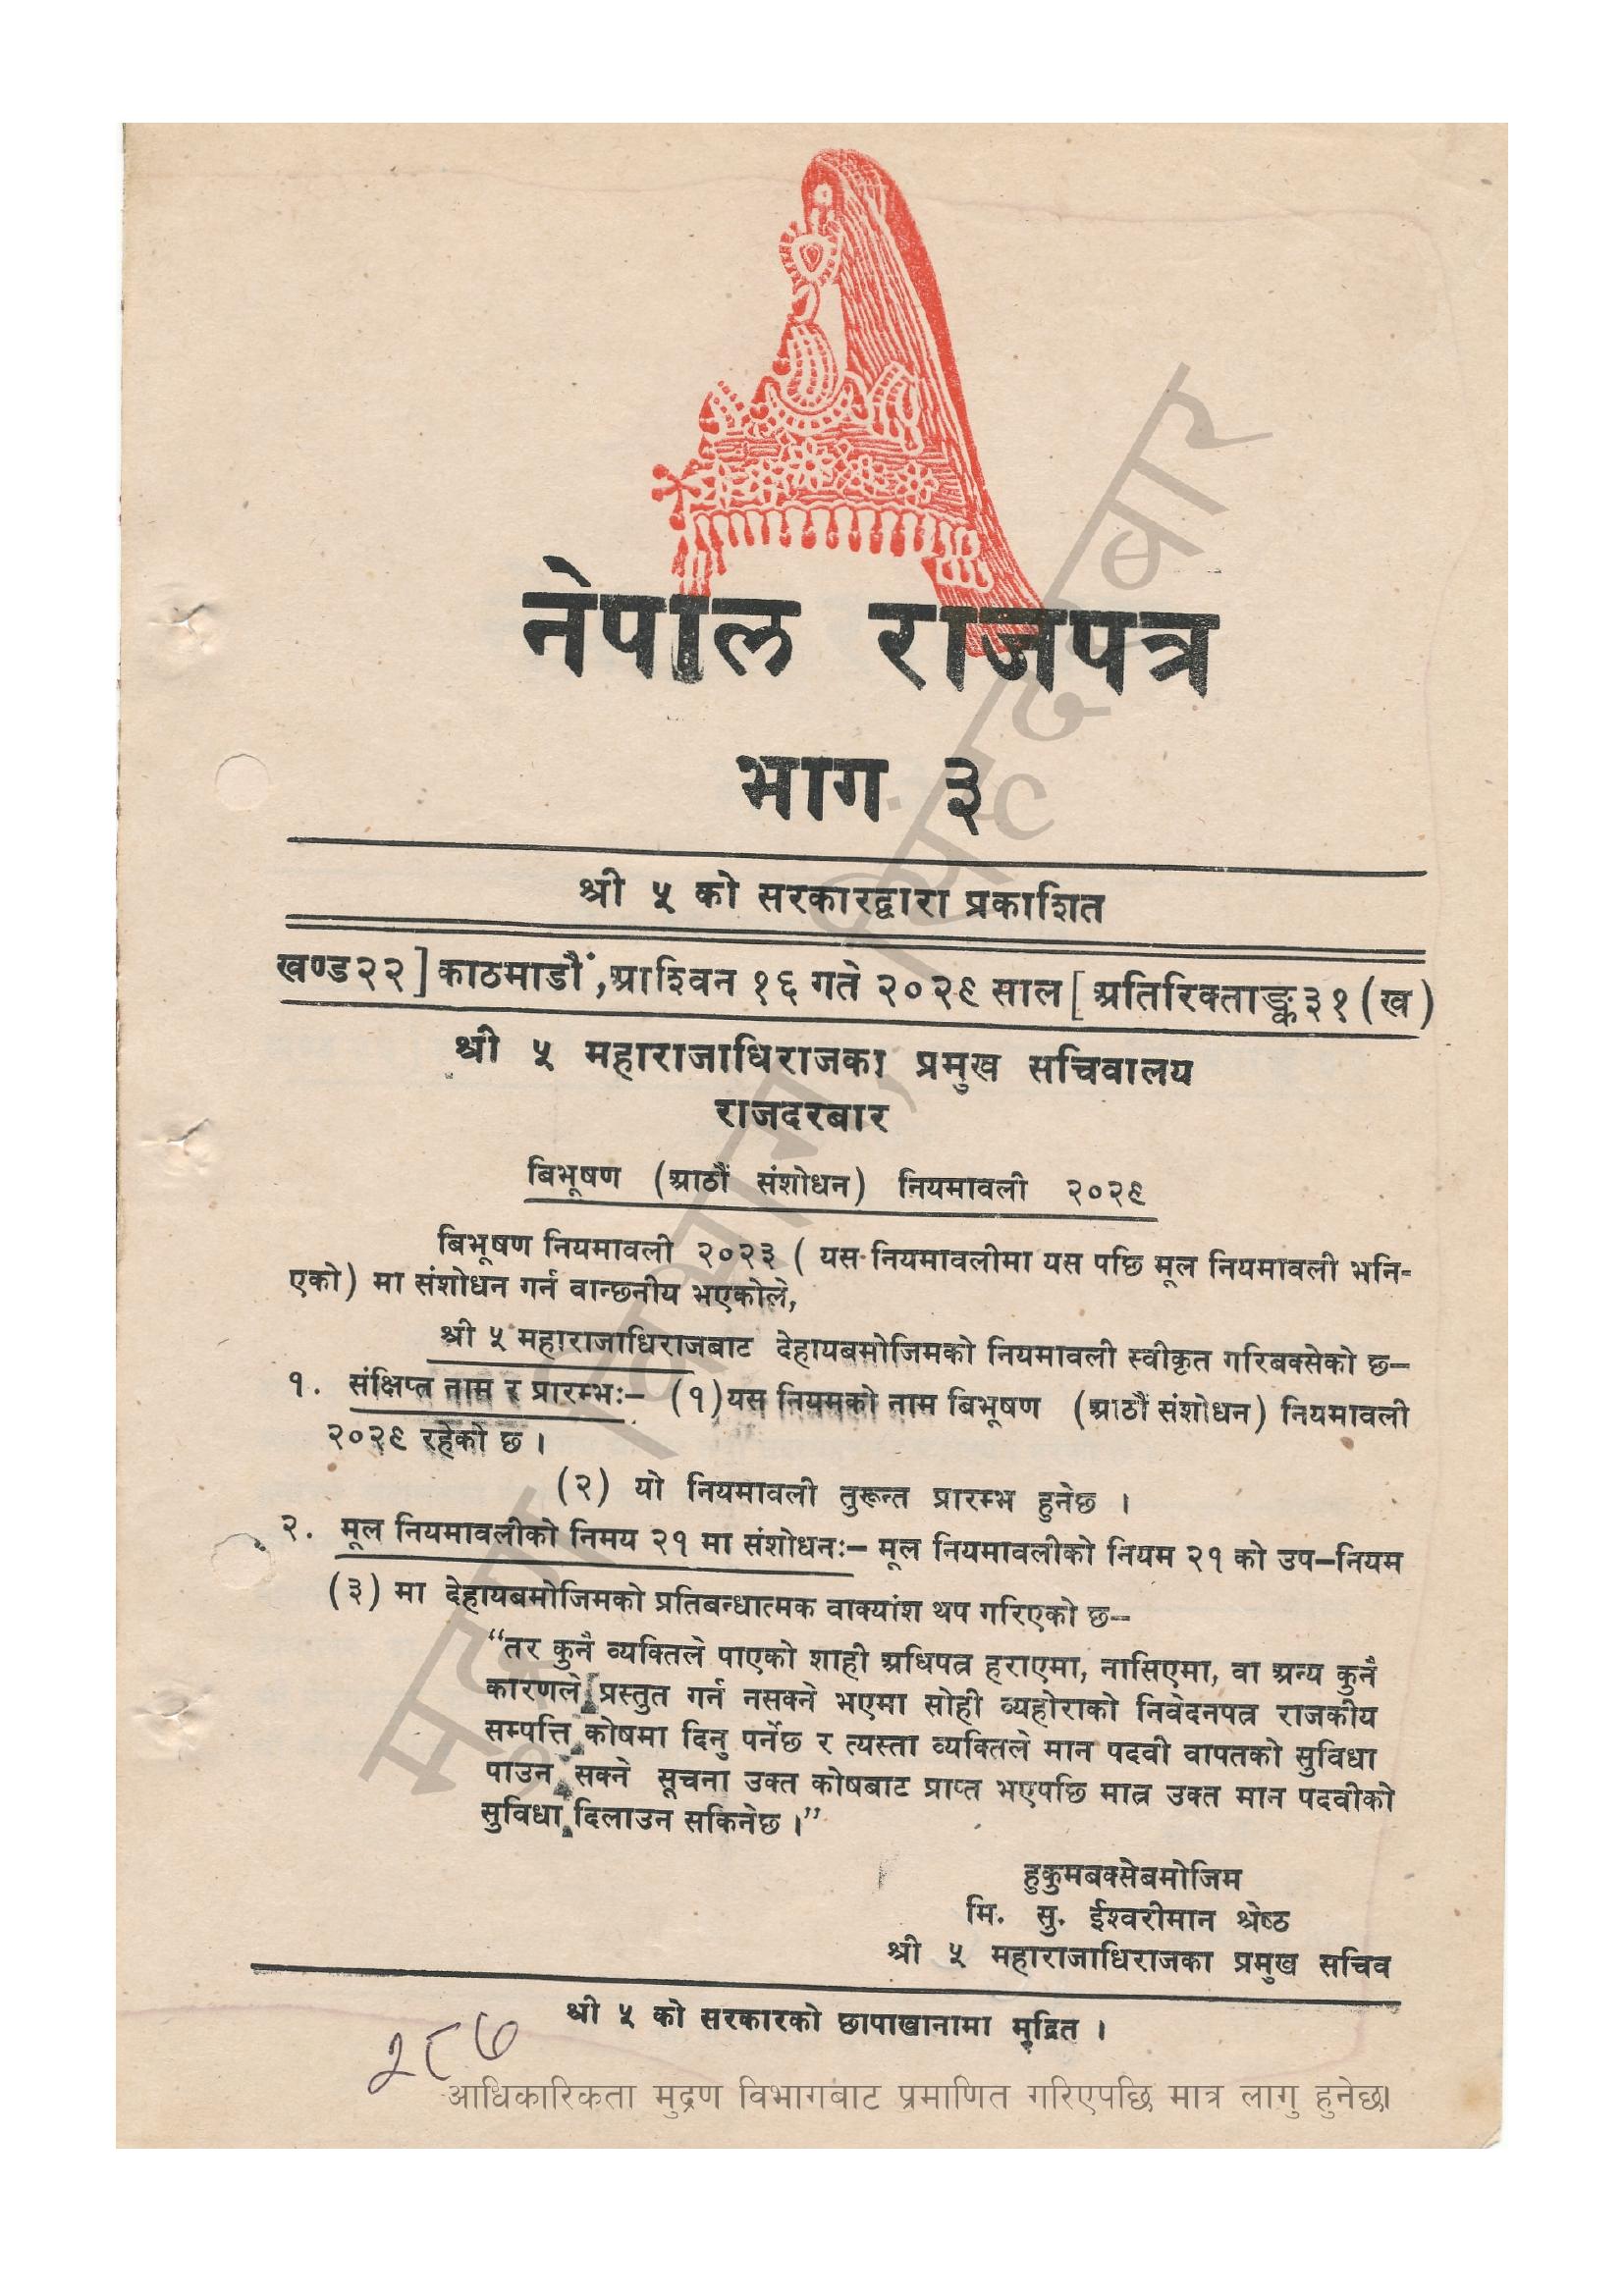 नेपाल राजपत्र
भाग ३
श्री ५ को सरकारद्वारा प्रकाशित
खण्ड २२ ] काठमाडौं, आश्विन १६ गते २०२९ साल [ अतिरिक्ताङ्क ३१ (ख)
श्री ५ महाराजाधिराजका प्रमुख सचिवालय
राजदरबार
बिभूषण (आठौं संशोधन) नियमावली २०२९
बिभूषण नियमावली २०२३ ( यस नियमावलीमा यस पछि मूल नियमावली भनि-
एको) मा संशोधन गर्न वान्छनीय भएकोले,
श्री ५ महाराजाधिराजबाट देहायबमोजिमको नियमावली स्वीकृत गरिबक्सेको छ–
१. संक्षिप्त नाम र प्रारम्भः– (१) यस नियमको नाम बिभूषण (आठौं संशोधन) नियमावली
२०२९ रहेको छ ।
(२) यो नियमावली तुरून्त प्रारम्भ हुनेछ ।
२. मूल नियमावलीको निमय २१ मा संशोधनः– मूल नियमावलीको नियम २१ को उप–नियम
(३) मा देहायबमोजिमको प्रतिबन्धात्मक वाक्यांश थप गरिएको छ–
“तर कुनै व्यक्तिले पाएको शाही अधिपत्र हराएमा, नासिएमा, वा अन्य कुनै
कारणले प्रस्तुत गर्न नसक्ने भएमा सोही व्यहोराको निवेदनपत्र राजकीय
सम्पत्ति कोषमा दिनु पर्नेछ र त्यस्ता व्यक्तिले मान पदवी वापतको सुविधा
पाउन सक्ने सूचना उक्त कोषबाट प्राप्त भएपछि मात्र उक्त मान पदवीको
सुविधा दिलाउन सकिनेछ ।”
हुकुमबक्सेबमोजिम
मि. सु. ईश्वरीमान श्रेष्ठ
श्री ५ महाराजाधिराजका प्रमुख सचिव
श्री ५ को सरकारको छापाखानामा मुद्रित ।
२८७
आधिकारिकता मुद्रण विभागबाट प्रमाणित गरिएपछि मात्र लागु हुनेछ।
मुद्रण विभाग, सिंहदरवार